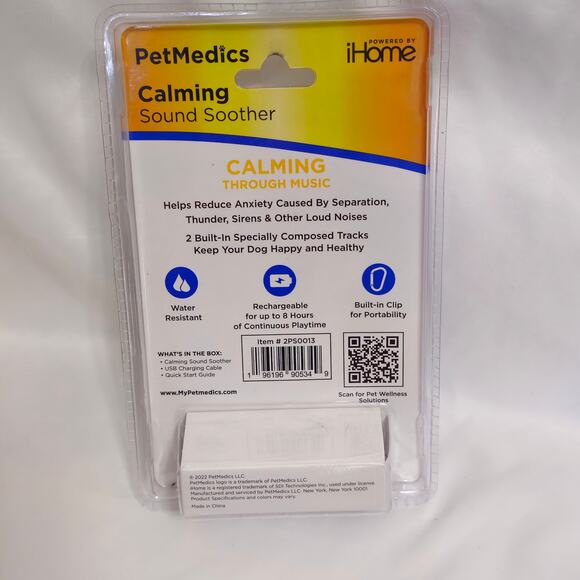 PetMedics
POWERED BY
iHome
Calming
Sound Soother
CALMING
THROUGH MUSIC
Helps Reduce Anxiety Caused By Separation,
Thunder, Sirens & Other Loud Noises
2 Built-In Specially Composed Tracks
Keep Your Dog Happy and Healthy
Water
Resistant
Rechargeable
for up to 8 Hours
of Continuous Playtime
Built-in Clip
for Portability
WHAT'S IN THE BOX:
• Calming Sound Soother
• USB Charging Cable
• Quick Start Guide
www.MyPetmedics.com
Item # 2PS0013
1 96196 90534 9
Scan for Pet Wellness
Solutions
© 2022 PetMedics LLC.
PetMedics logo is a trademark of PetMedics LLC.
iHome is a registered trademark of SDI Technologies Inc., used under license.
Manufactured and serviced by PetMedics LLC. New York, New York 10001.
Product Specifications and colors may vary.
Made in China